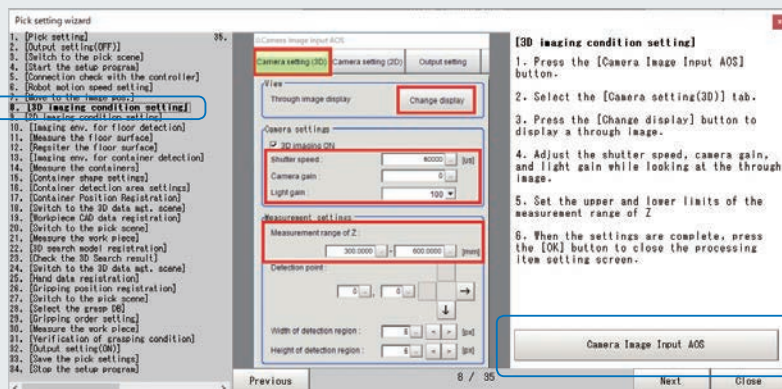 Pick setting wizard
1. [Pick setting]
2. [Output setting(OFF)]
3. [Switch to the pick scene]
4. [Start the setup program]
5. [Connection check with the controller]
6. [Robot motion speed setting]
7. [Move to the image pos.]
8. [3D imaging condition setting]
9. [2D imaging condition setting]
10. [Imaging env. for floor detection]
11. [Measure the floor surface]
12. [Regsiter the floor surface]
13. [Imaging env. for container detection]
14. [Measure the containers]
15. [Container shape settings]
16. [Container detection area settings]
17. [Container Position Registration]
18. [Switch to the 3D data mgt. scene]
19. [Workpiece CAD data registration]
20. [Switch to the pick scene]
21. [Measure the work piece]
22. [3D search model registration]
23. [Check the 3D Search result]
24. [Switch to the 3D data mgt. scene]
25. [Hand data registration]
26. [Gripping position registration]
27. [Switch to the pick scene]
28. [Select the grasp DB]
29. [Gripping order setting]
30. [Measure the work piece]
31. [Verification of grasping condition]
32. [Output setting(ON)]
33. [Save the pick settings]
34. [Stop the setup program]
35.
Camera Image Input AOS
Camera setting (3D) Camera setting (2D) Output setting
View
Through image display Change display
Camera settings
3D imaging ON
Shutter speed : 60000 [us]
Camera gain : 0
Light gain : 100
Measurement settings
Measurement range of Z :
300.0000 - 600.0000 [mm]
Detection point :
0 , 0
Width of detection region : 6 < > [px]
Height of detection region : 6 < > [px]
[3D imaging condition setting]
1. Press the [Camera Image Input AOS]
button.
2. Select the [Camera setting(3D)] tab.
3. Press the [Change display] button to
display a through image.
4. Adjust the shutter speed, camera gain,
and light gain while looking at the through
image.
5. Set the upper and lower limits of the
measurement range of Z
6. When the settings are complete, press
the [OK] button to close the processing
item setting screen.
Camera Image Input AOS
Previous 8 / 35 Next Close